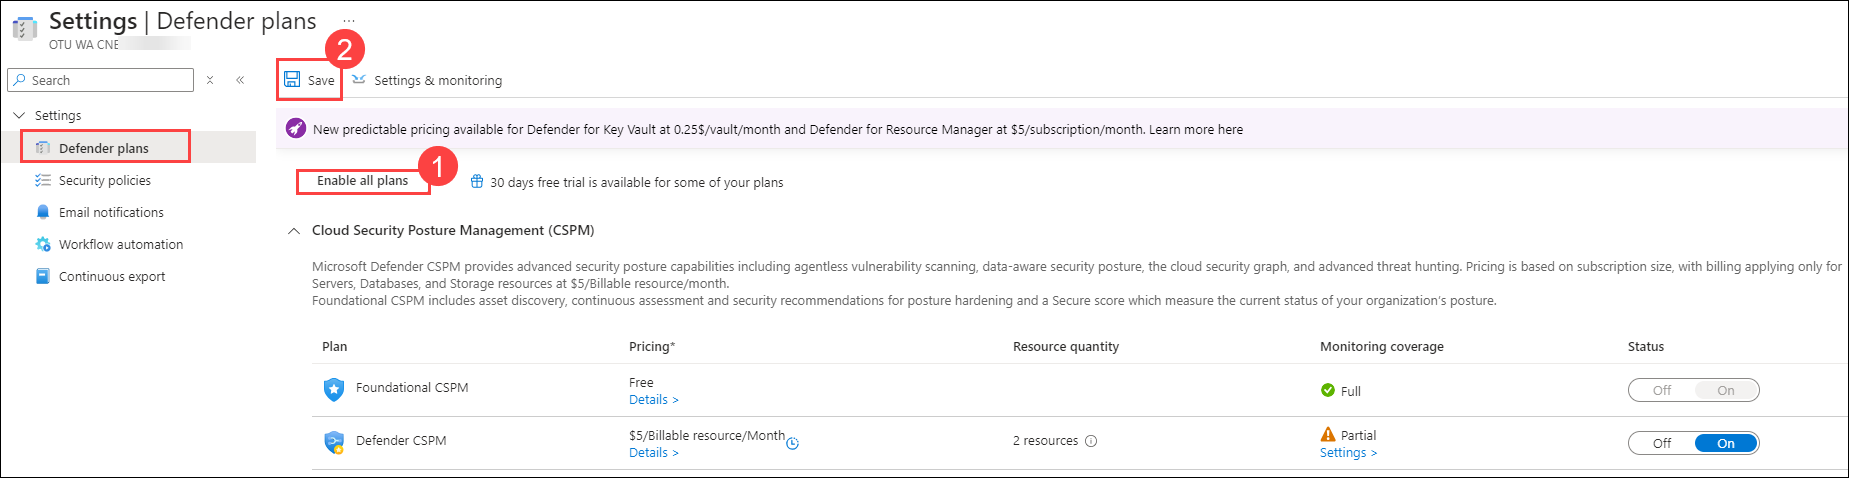 Settings | Defender plans ...
OTU WA CNE
2
Search
Save
Settings & monitoring
Settings
Defender plans
Security policies
Email notifications
Workflow automation
Continuous export
New predictable pricing available for Defender for Key Vault at 0.25$/vault/month and Defender for Resource Manager at $5/subscription/month. Learn more here
1
Enable all plans
30 days free trial is available for some of your plans
Cloud Security Posture Management (CSPM)
Microsoft Defender CSPM provides advanced security posture capabilities including agentless vulnerability scanning, data-aware security posture, the cloud security graph, and advanced threat hunting. Pricing is based on subscription size, with billing applying only for
Servers, Databases, and Storage resources at $5/Billable resource/month.
Foundational CSPM includes asset discovery, continuous assessment and security recommendations for posture hardening and a Secure score which measure the current status of your organization's posture.
Plan Pricing* Resource quantity Monitoring coverage Status
Foundational CSPM Free Full Off On
Details >
Defender CSPM $5/Billable resource/Month 2 resources Partial Off On
Details > Settings >